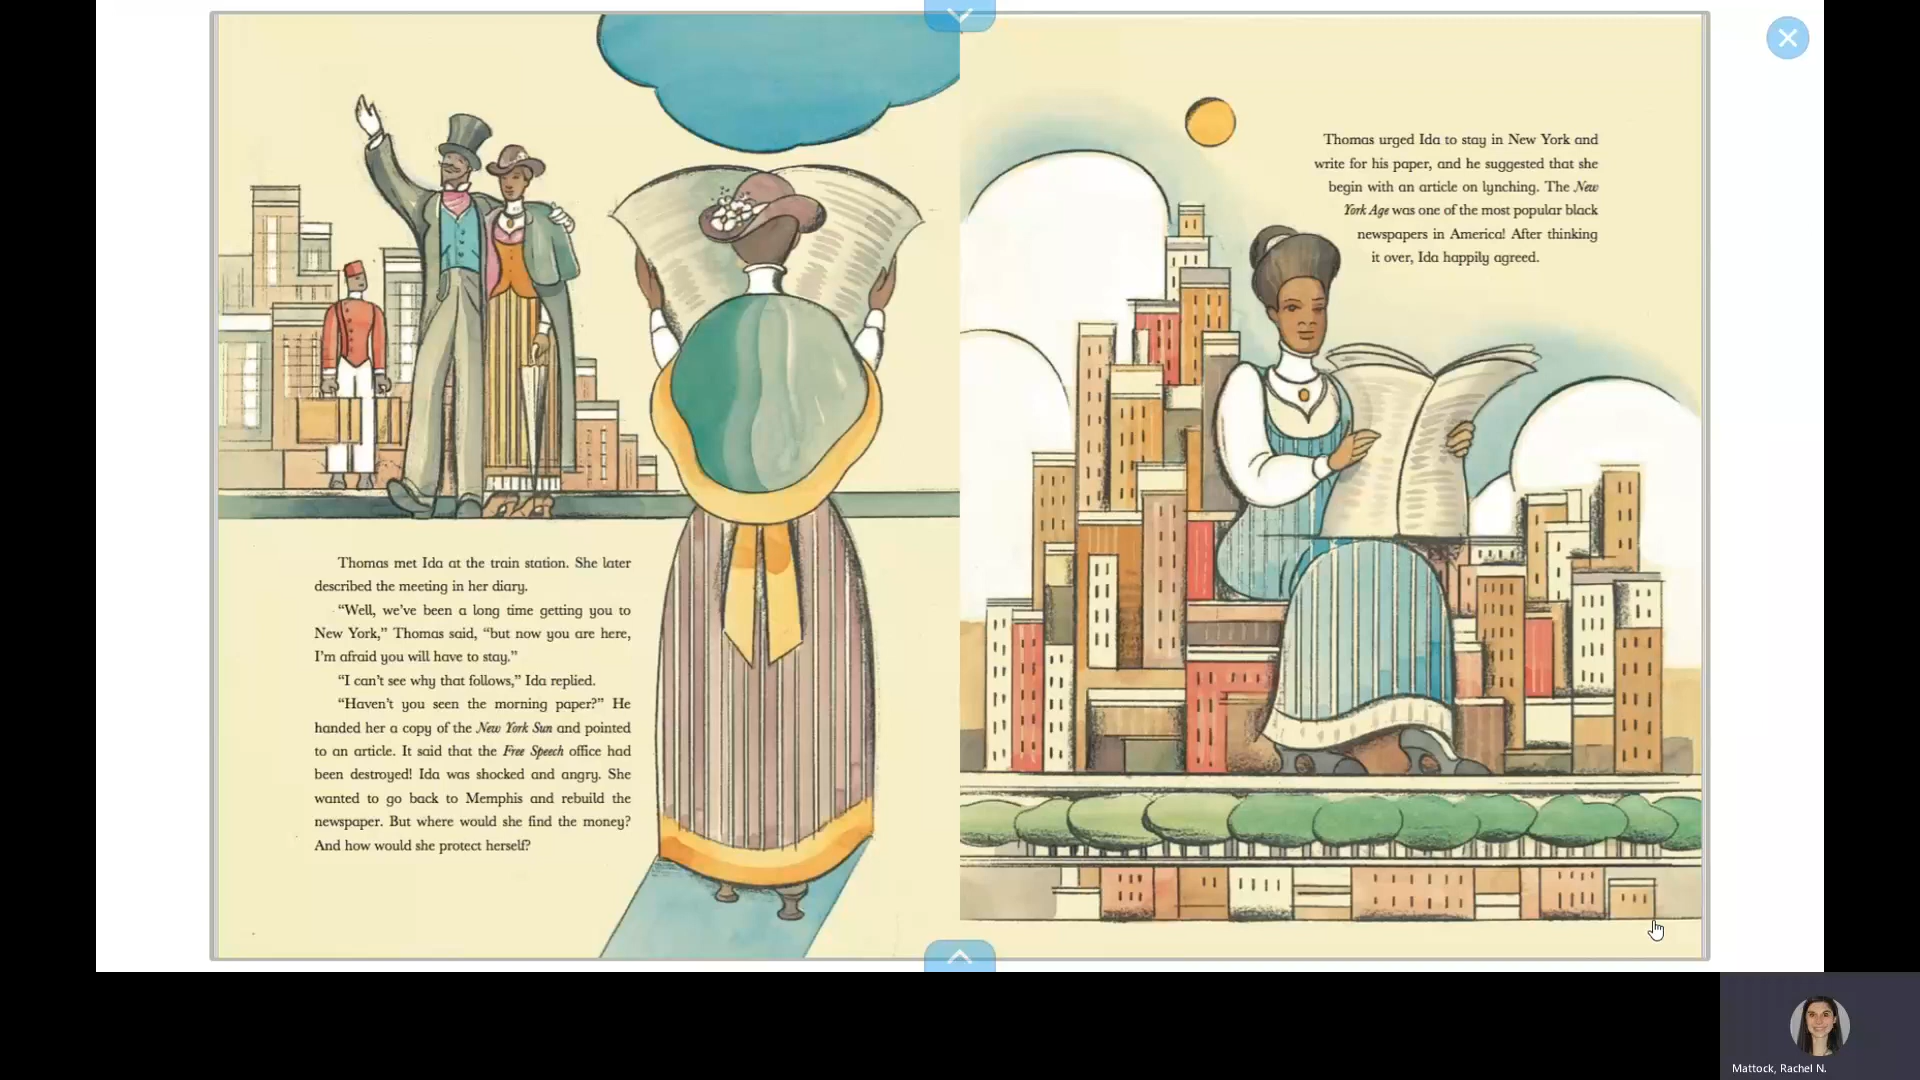 Thomas met Ida at the train station. She later
described the meeting in her diary.
“Well, we’ve been a long time getting you to
New York,” Thomas said, “but now you are here,
I’m afraid you will have to stay.”
“I can’t see why that follows,” Ida replied.
“Haven’t you seen the morning paper?” He
handed her a copy of the New York Sun and pointed
to an article. It said that the Free Speech office had
been destroyed! Ida was shocked and angry. She
wanted to go back to Memphis and rebuild the
newspaper. But where would she find the money?
And how would she protect herself?
Thomas urged Ida to stay in New York and
write for his paper, and he suggested that she
begin with an article on lynching. The New
York Age was one of the most popular black
newspapers in America! After thinking
it over, Ida happily agreed.
Mattock, Rachel N.